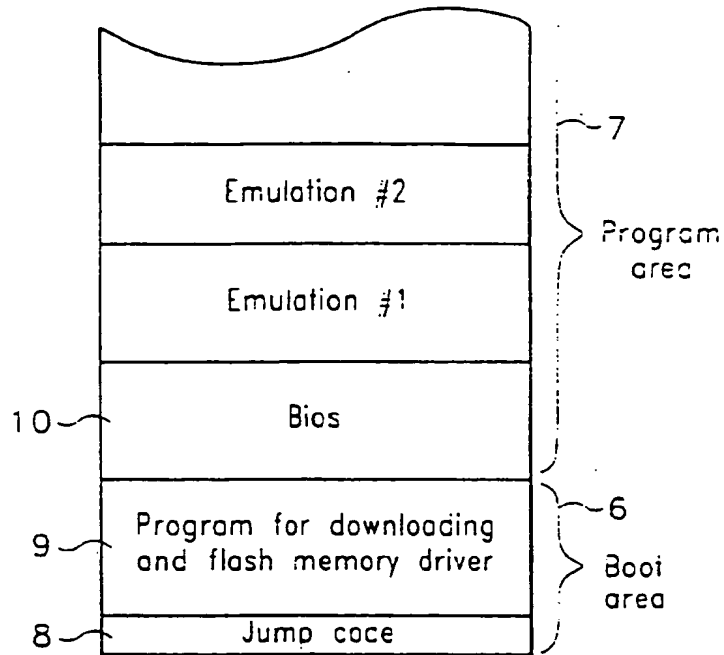 7
Emulation #2
Program
area
Emulation #1
10
Bios
6
9
Program for downloading
and flash memory driver
Boot
area
8
Jump code